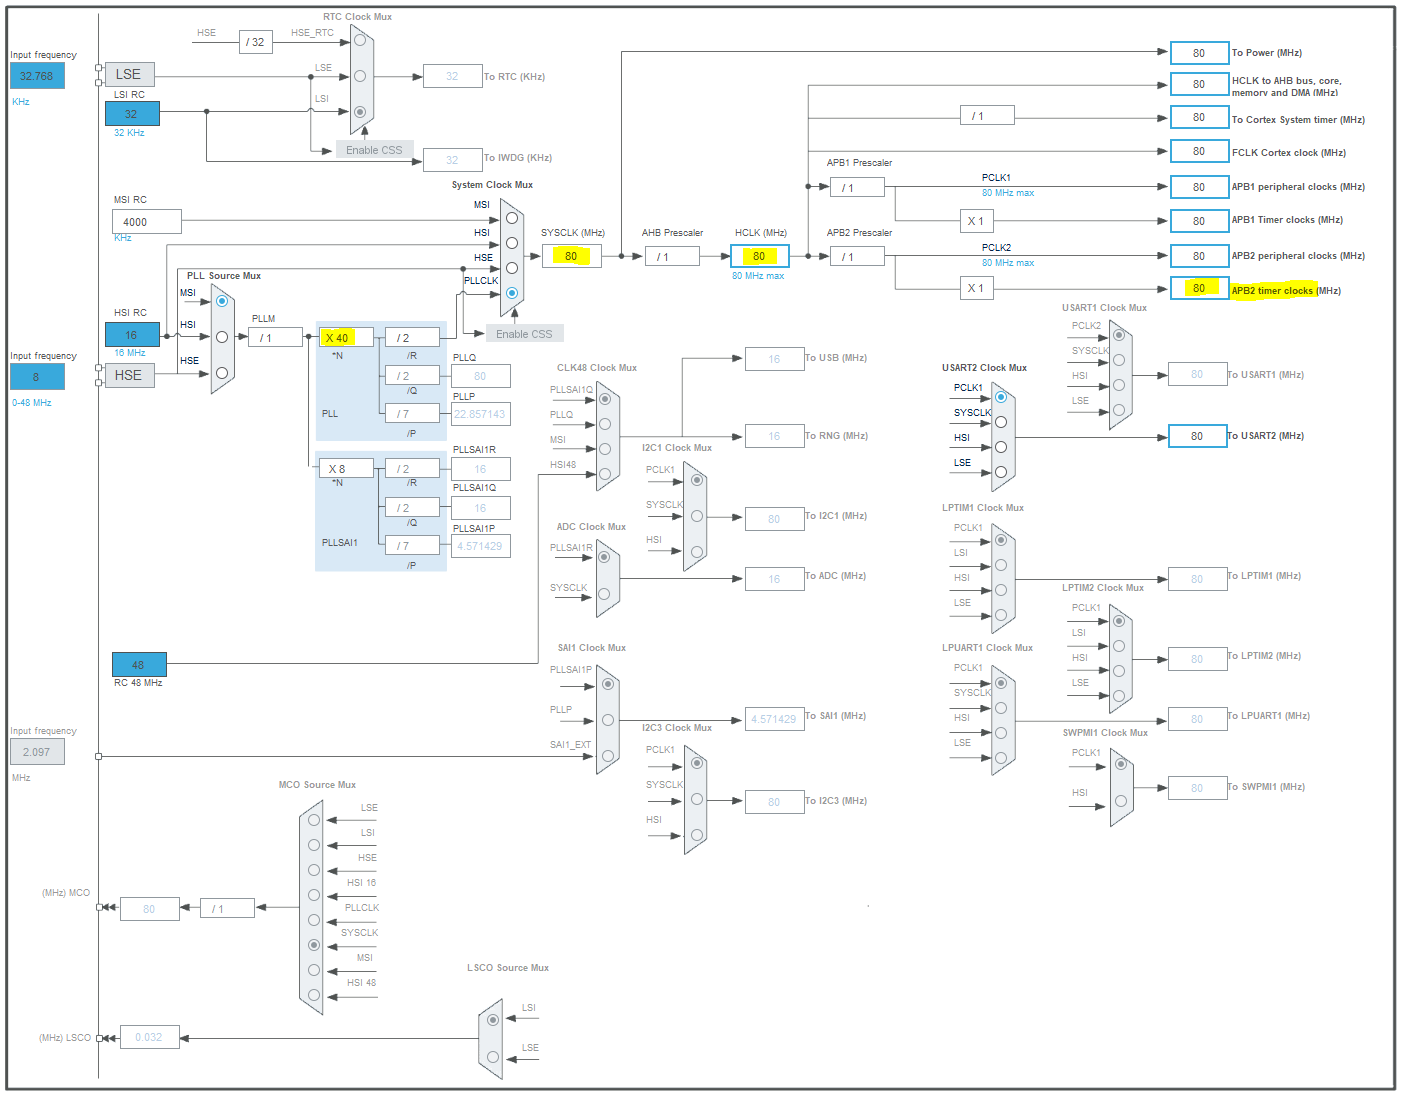 RTC Clock Mux
HSE
/ 32
HSE_RTC
Input frequency
32.768
KHz
LSE
LSE
32
To RTC (KHz)
LSI RC
32
32 KHz
LSI
Enable CSS
32
To IWDG (KHz)
80
To Power (MHz)
80
HCLK to AHB bus, core,
memory and DMA (MHz)
/ 1
80
To Cortex System timer (MHz)
80
FCLK Cortex clock (MHz)
APB1 Prescaler
/ 1
PCLK1
80 MHz max
80
APB1 peripheral clocks (MHz)
X 1
80
APB1 Timer clocks (MHz)
System Clock Mux
MSI RC
4000
KHz
MSI
HSI
HSE
PLLCLK
Enable CSS
SYSCLK (MHz)
80
AHB Prescaler
/ 1
HCLK (MHz)
80
80 MHz max
APB2 Prescaler
/ 1
PCLK2
80 MHz max
80
APB2 peripheral clocks (MHz)
X 1
80
APB2 timer clocks (MHz)
PLL Source Mux
MSI
HSI
HSE
HSI RC
16
16 MHz
Input frequency
8
0-48 MHz
HSE
PLLM
/ 1
X 40
*N
/ 2
/R
PLLQ
/ 2
80
/Q
PLLP
PLL
/ 7
22.857143
/P
PLLSAI1R
X 8
*N
/ 2
16
/R
PLLSAI1Q
/ 2
16
/Q
PLLSAI1P
PLLSAI1
/ 7
4.571429
/P
CLK48 Clock Mux
PLLSAI1Q
PLLQ
MSI
HSI48
16
To USB (MHz)
16
To RNG (MHz)
I2C1 Clock Mux
PCLK1
SYSCLK
HSI
80
To I2C1 (MHz)
ADC Clock Mux
PLLSAI1R
SYSCLK
16
To ADC (MHz)
USART1 Clock Mux
PCLK2
SYSCLK
HSI
LSE
80
To USART1 (MHz)
USART2 Clock Mux
PCLK1
SYSCLK
HSI
LSE
80
To USART2 (MHz)
LPTIM1 Clock Mux
PCLK1
LSI
HSI
LSE
80
To LPTIM1 (MHz)
LPTIM2 Clock Mux
PCLK1
LSI
HSI
LSE
80
To LPTIM2 (MHz)
48
RC 48 MHz
SAI1 Clock Mux
PLLSAI1P
PLLP
SAI1_EXT
4.571429
To SAI1 (MHz)
LPUART1 Clock Mux
PCLK1
SYSCLK
HSI
LSE
80
To LPUART1 (MHz)
Input frequency
2.097
MHz
I2C3 Clock Mux
PCLK1
SYSCLK
HSI
80
To I2C3 (MHz)
SWPMI1 Clock Mux
PCLK1
HSI
80
To SWPMI1 (MHz)
MCO Source Mux
LSE
LSI
HSE
HSI 16
PLLCLK
SYSCLK
MSI
HSI 48
(MHz) MCO
80
/ 1
LSCO Source Mux
LSI
LSE
(MHz) LSCO
0.032